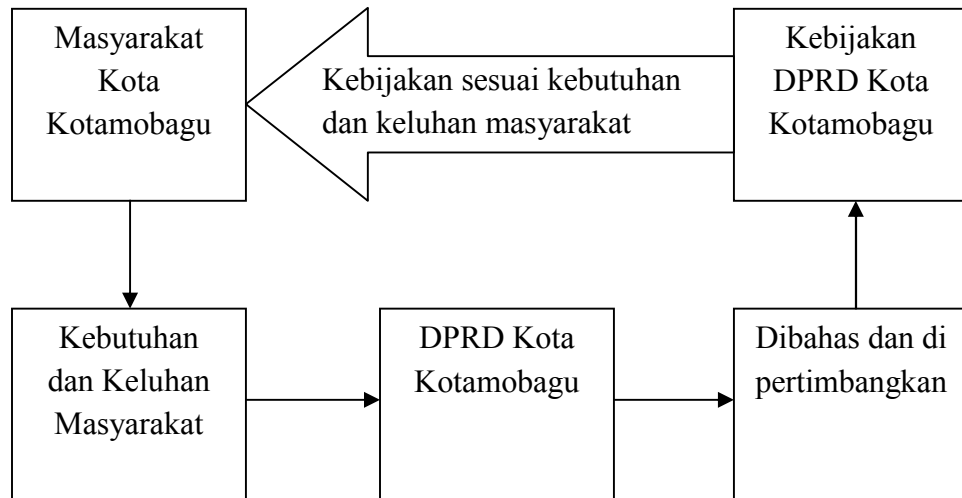 Masyarakat
Kota
Kotamobagu
Kebijakan sesuai kebutuhan
dan keluhan masyarakat
Kebijakan
DPRD Kota
Kotamobagu
Kebutuhan
dan Keluhan
Masyarakat
DPRD Kota
Kotamobagu
Dibahas dan di
pertimbangkan